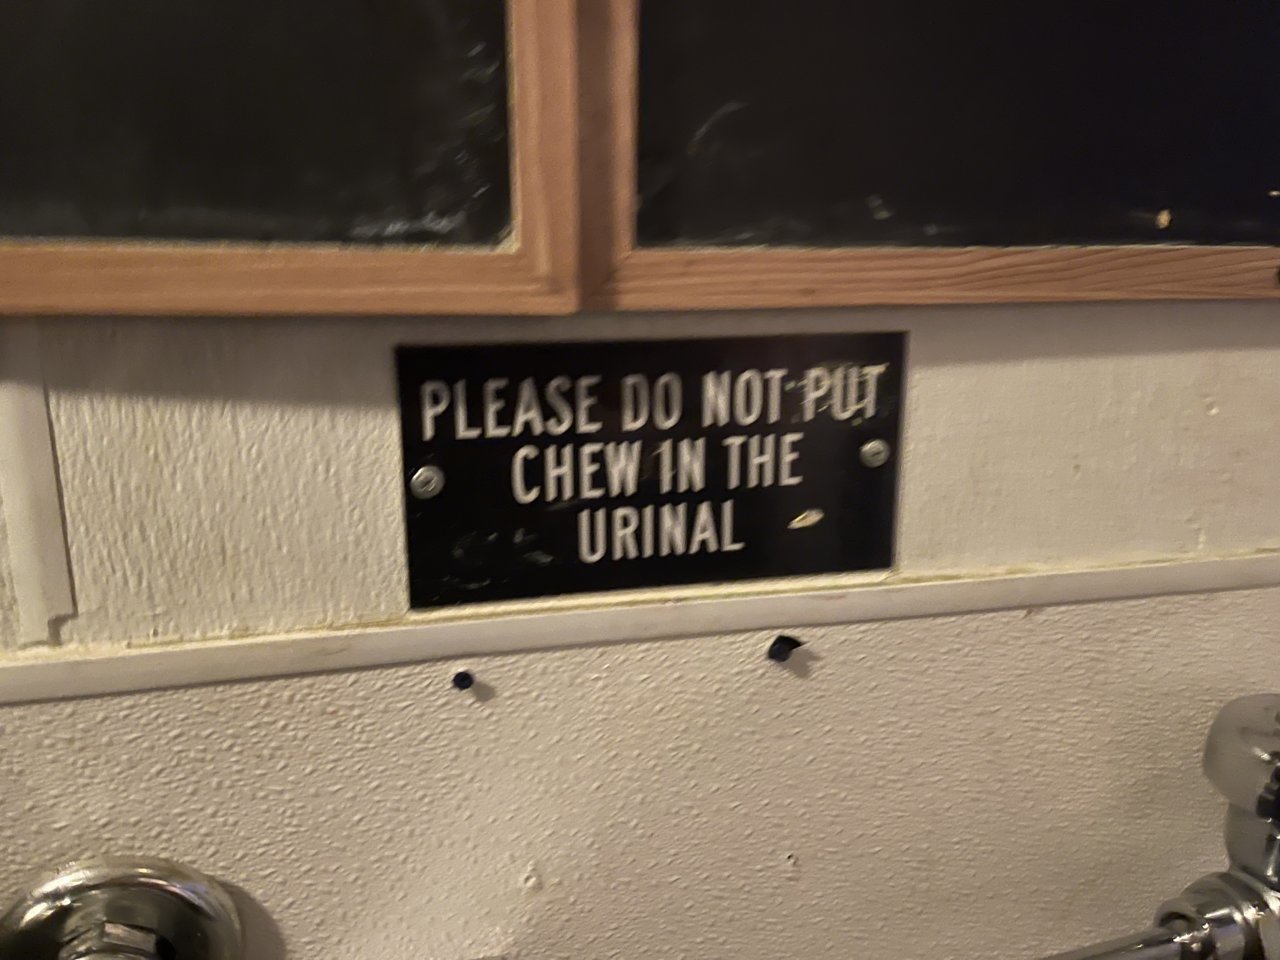 PLEASE DO NOT PUT
CHEW IN THE
URINAL